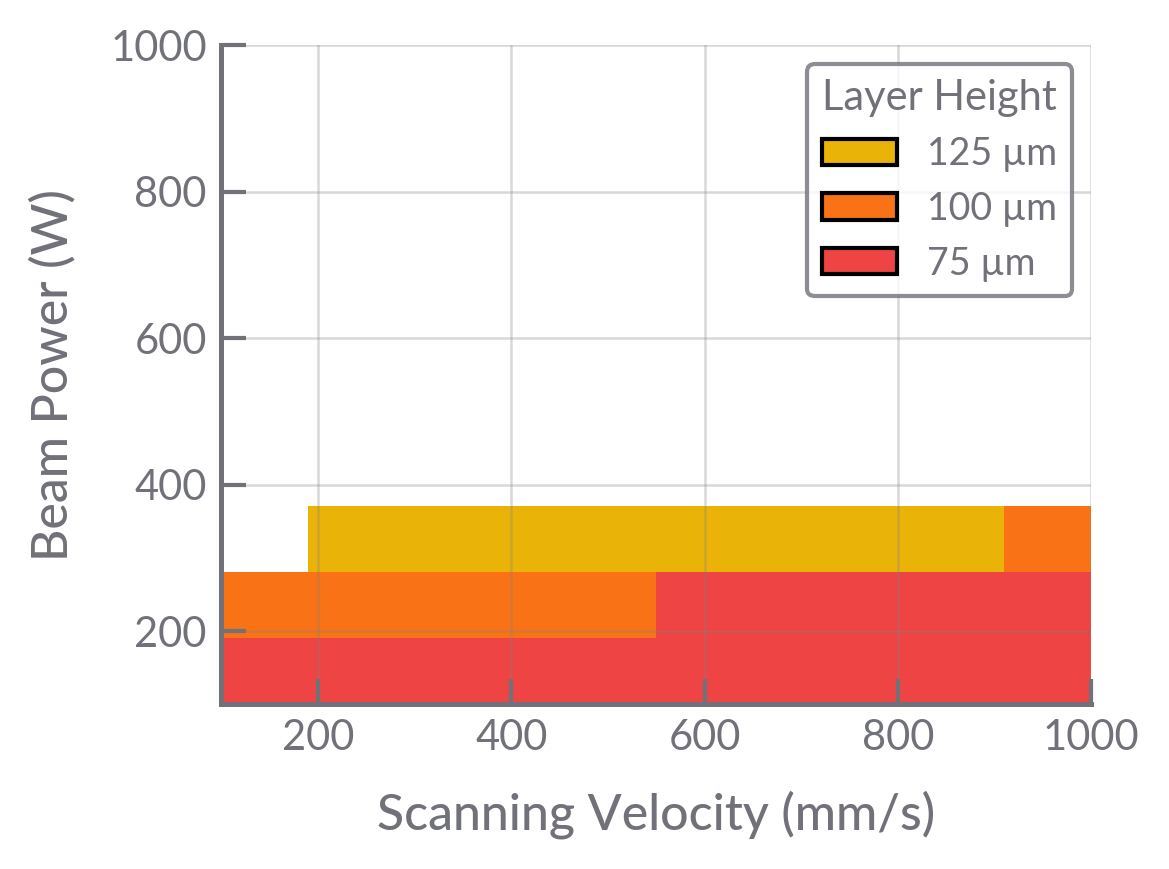 1000
800
600
400
200
Beam Power (W)
Layer Height
125 µm
100 µm
75 µm
200 400 600 800 1000
Scanning Velocity (mm/s)